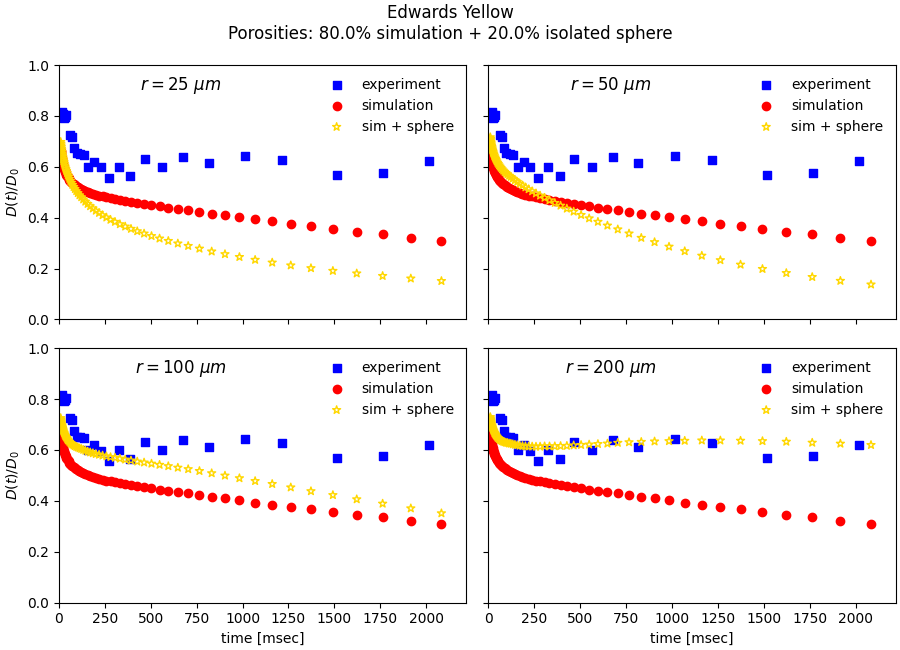 Edwards Yellow
Porosities: 80.0% simulation + 20.0% isolated sphere
1.0
0.8
0.6
0.4
0.2
0.0
D(t)/D₀
r = 25 μm
experiment
simulation
sim + sphere
r = 50 μm
experiment
simulation
sim + sphere
1.0
0.8
0.6
0.4
0.2
0.0
D(t)/D₀
r = 100 μm
experiment
simulation
sim + sphere
0 250 500 750 1000 1250 1500 1750 2000
time [msec]
r = 200 μm
experiment
simulation
sim + sphere
0 250 500 750 1000 1250 1500 1750 2000
time [msec]